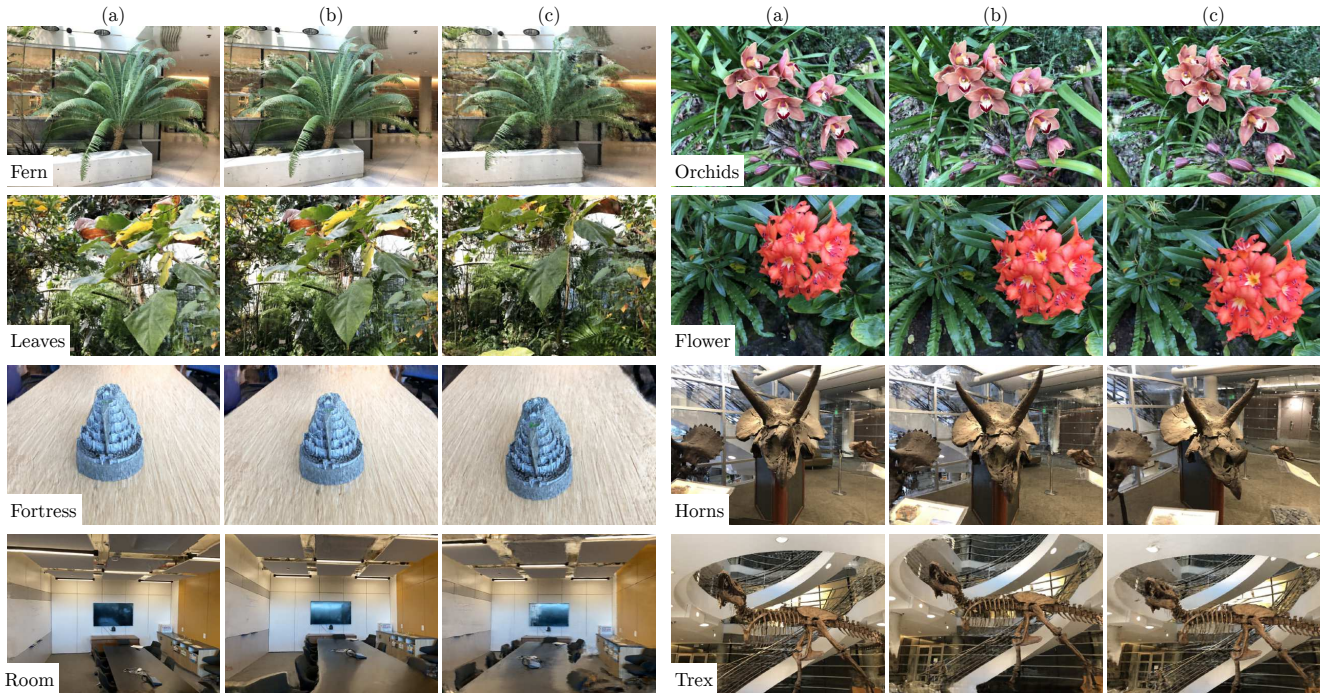 (a) (b) (c) (a) (b) (c)
Fern
Orchids
Leaves
Flower
Fortress
Horns
Room
Trex